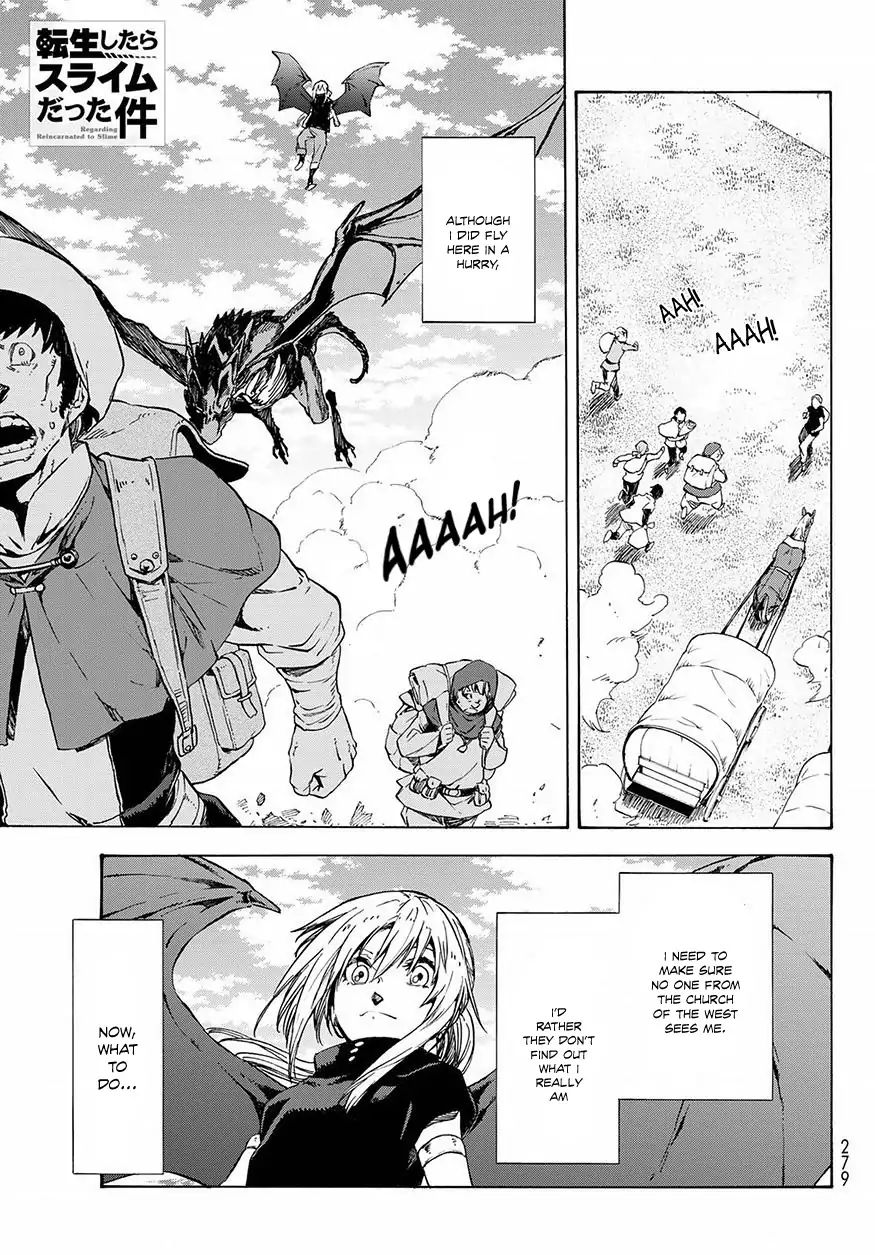 転生したら
スライム
だった件
Regarding
Reincarnated to Slime
AAH!
AAAH!
ALTHOUGH
I DID FLY
HERE IN A
HURRY,
AAAAH!
I NEED TO
MAKE SURE
NO ONE FROM
THE CHURCH
OF THE WEST
SEES ME.
I'D
RATHER
THEY DON'T
FIND OUT
WHAT I
REALLY
AM
NOW,
WHAT
TO
DO...
279